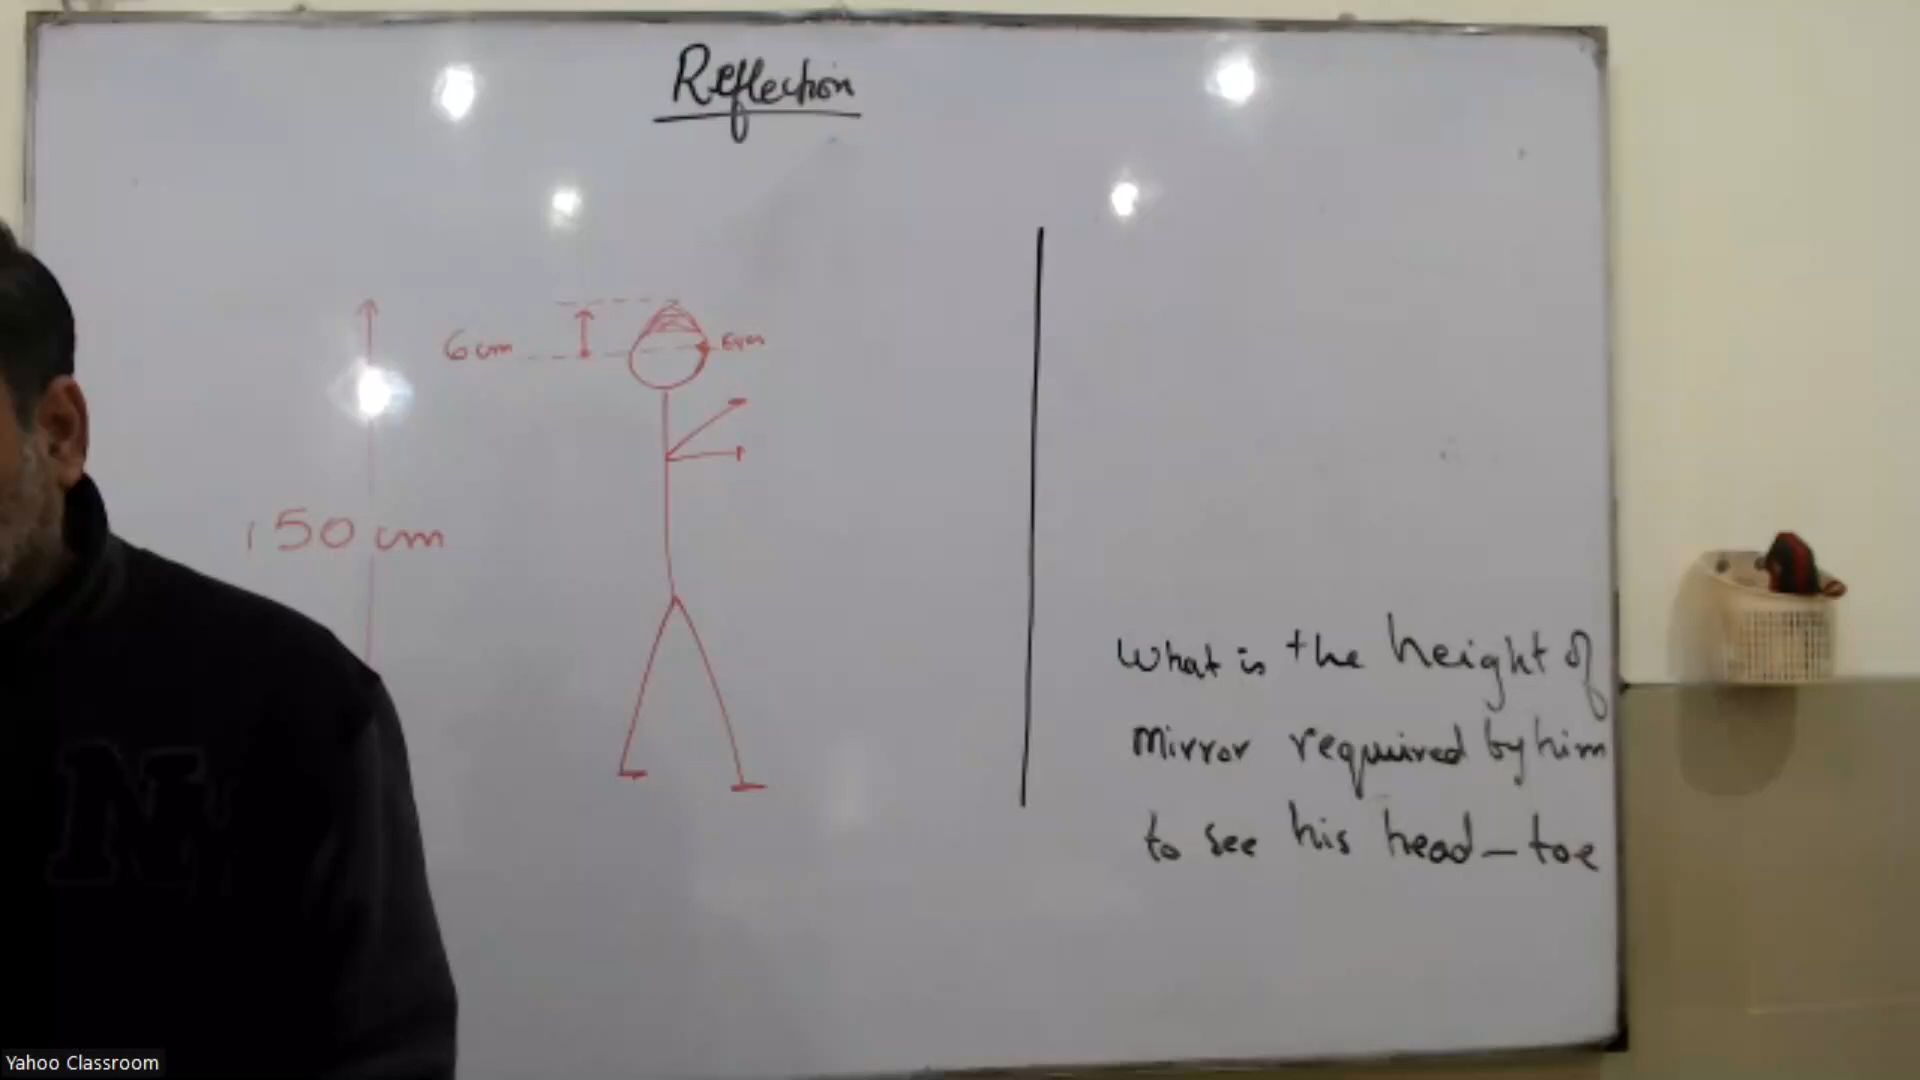 Reflection
6cm
Eyes
150 cm
What is the height of
mirror required by him
to see his head - toe
Yahoo Classroom